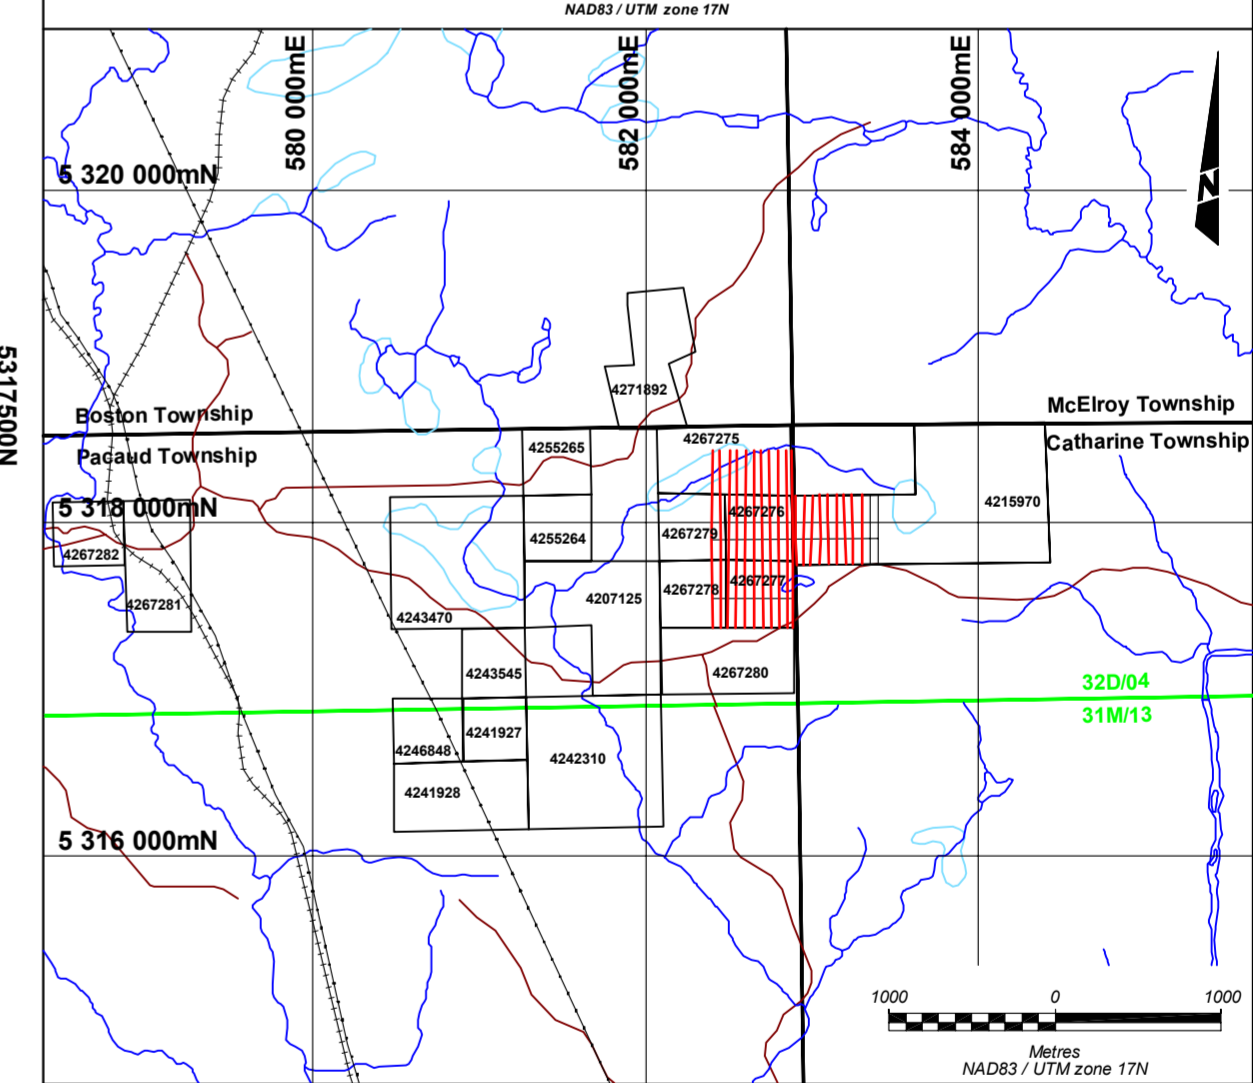 NAD83 / UTM zone 17N
580 000mE
582 000mE
584 000mE
5 320 000mN
N
5317500N
4271892
Boston Township
McElroy Township
Pacaud Township
Catharine Township
4255265
4267275
5 318 000mN
4215970
4267276
4267279
4255264
4267282
4267277
4267278
4207125
4267281
4243470
4243545
4267280
32D/04
31M/13
4241927
4246848
4242310
4241928
5 316 000mN
1000 0 1000
Metres
NAD83 / UTM zone 17N